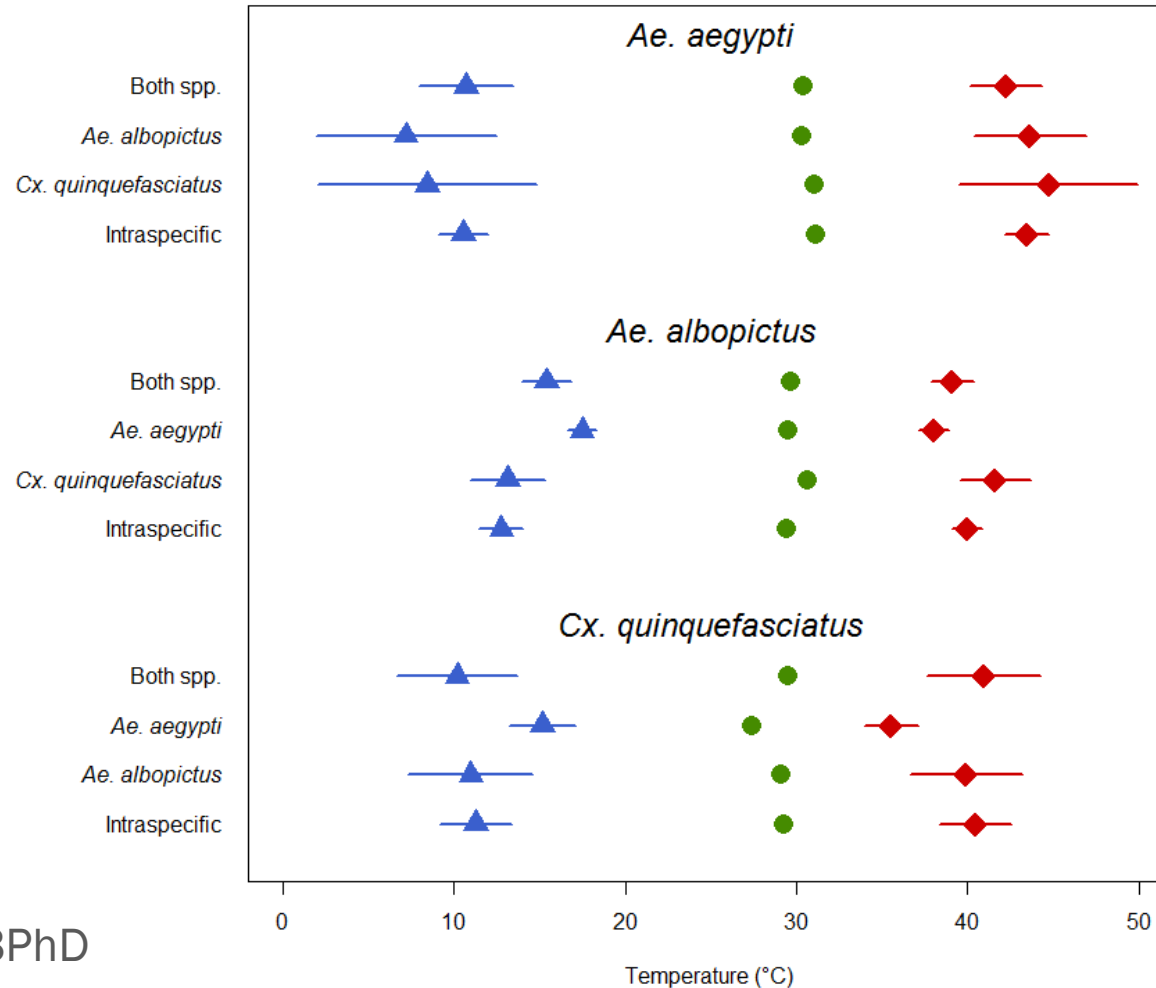 Ae. aegypti
Both spp.
Ae. albopictus
Cx. quinquefasciatus
Intraspecific
Ae. albopictus
Both spp.
Ae. aegypti
Cx. quinquefasciatus
Intraspecific
Cx. quinquefasciatus
Both spp.
Ae. aegypti
Ae. albopictus
Intraspecific
0 10 20 30 40 50
Temperature (°C)